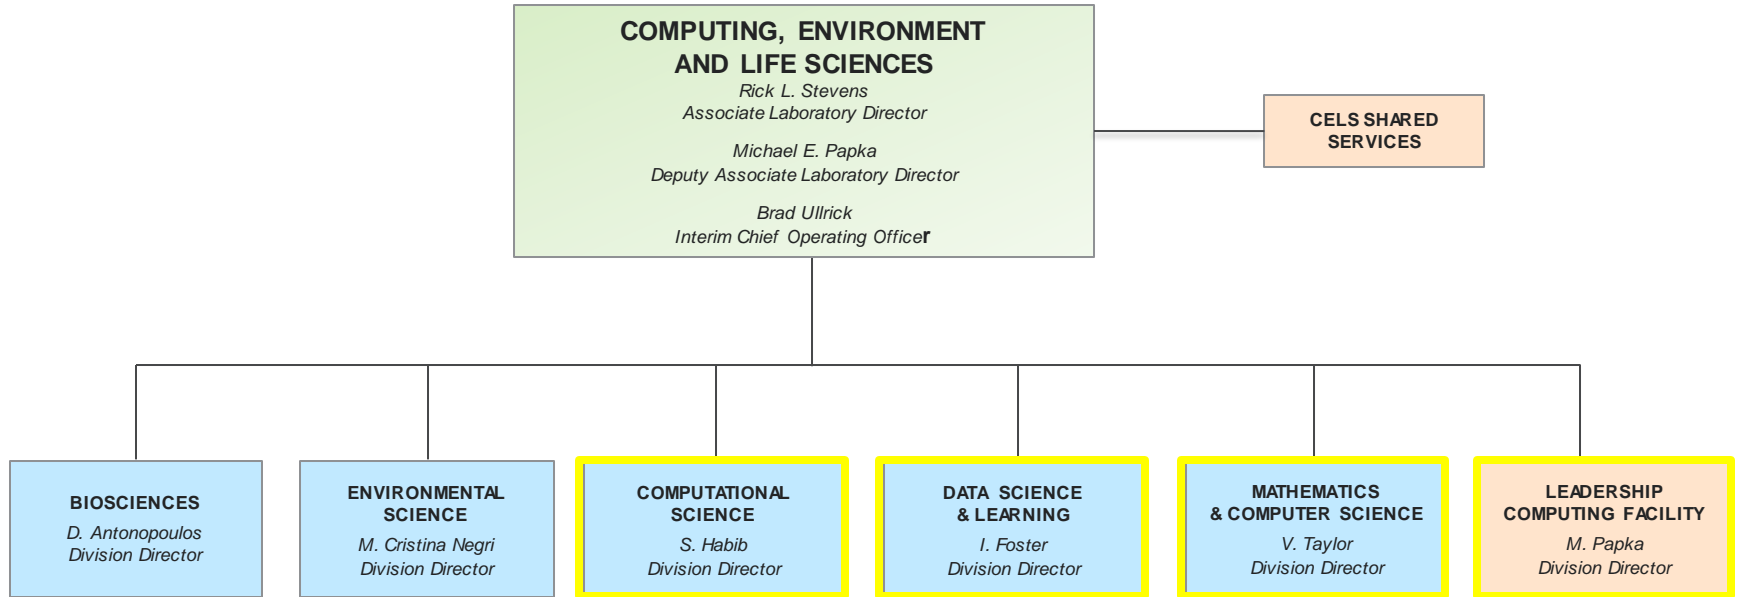 COMPUTING, ENVIRONMENT
AND LIFE SCIENCES
Rick L. Stevens
Associate Laboratory Director
Michael E. Papka
Deputy Associate Laboratory Director
Brad Ullrick
Interim Chief Operating Officer
CELS SHARED
SERVICES
BIOSCIENCES
D. Antonopoulos
Division Director
ENVIRONMENTAL
SCIENCE
M. Cristina Negri
Division Director
COMPUTATIONAL
SCIENCE
S. Habib
Division Director
DATA SCIENCE
& LEARNING
I. Foster
Division Director
MATHEMATICS
& COMPUTER SCIENCE
V. Taylor
Division Director
LEADERSHIP
COMPUTING FACILITY
M. Papka
Division Director